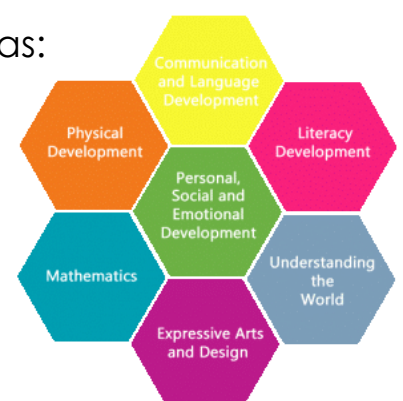 as:
Communication
and Language
Development
Physical
Development
Literacy
Development
Personal,
Social and
Emotional
Development
Mathematics
Understanding
the
World
Expressive Arts
and Design